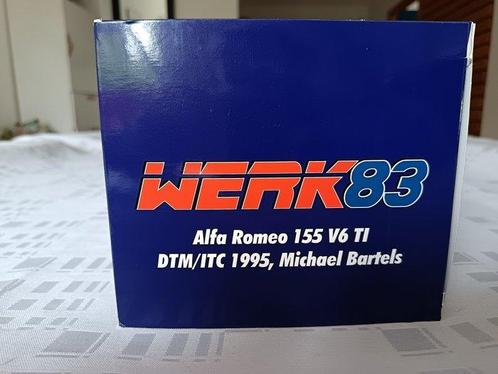 WERK83
Alfa Romeo 155 V6 TI
DTM/ITC 1995, Michael Bartels